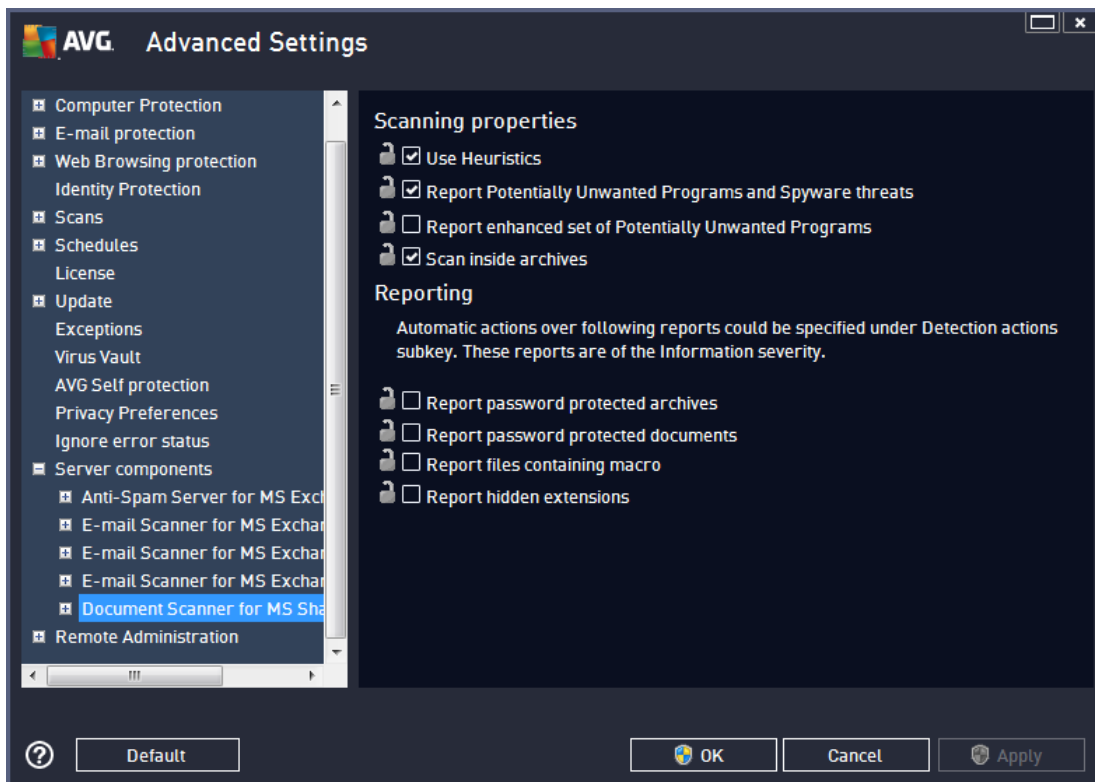 AVG. Advanced Settings
Computer Protection
E-mail protection
Web Browsing protection
Identity Protection
Scans
Schedules
License
Update
Exceptions
Virus Vault
AVG Self protection
Privacy Preferences
Ignore error status
Server components
Anti-Spam Server for MS Exch
E-mail Scanner for MS Exchan
E-mail Scanner for MS Exchan
E-mail Scanner for MS Exchan
Document Scanner for MS Sha
Remote Administration
Scanning properties
Use Heuristics
Report Potentially Unwanted Programs and Spyware threats
Report enhanced set of Potentially Unwanted Programs
Scan inside archives
Reporting
Automatic actions over following reports could be specified under Detection actions
subkey. These reports are of the Information severity.
Report password protected archives
Report password protected documents
Report files containing macro
Report hidden extensions
Default
OK
Cancel
Apply